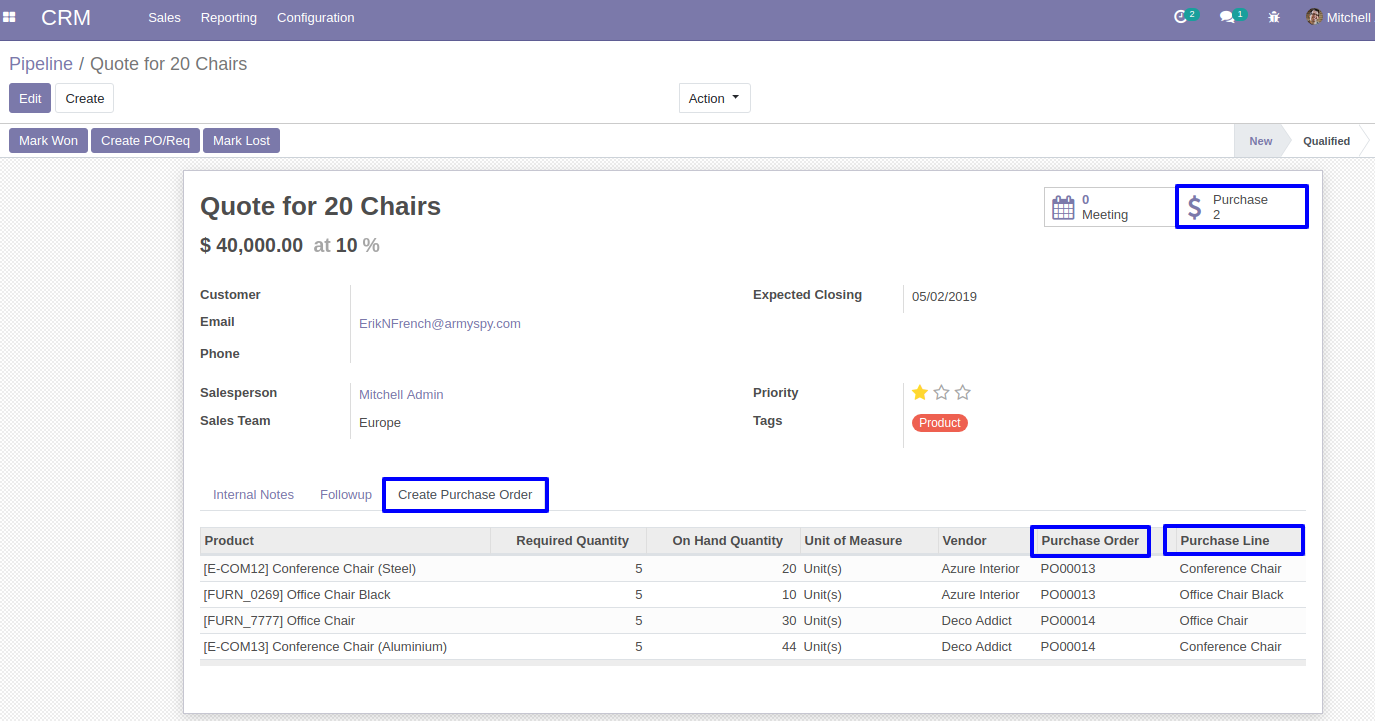 CRM Sales Reporting Configuration 2 1 Mitchell
Pipeline / Quote for 20 Chairs
Edit Create Action
Mark Won Create PO/Req Mark Lost New Qualified
Quote for 20 Chairs
0 Meeting
Purchase 2
$ 40,000.00 at 10 %
Customer
Expected Closing 05/02/2019
Email ErikNFrench@armyspy.com
Phone
Salesperson Mitchell Admin
Priority
Sales Team Europe
Tags Product
Internal Notes Followup Create Purchase Order
Product Required Quantity On Hand Quantity Unit of Measure Vendor Purchase Order Purchase Line
[E-COM12] Conference Chair (Steel) 5 20 Unit(s) Azure Interior PO00013 Conference Chair
[FURN_0269] Office Chair Black 5 10 Unit(s) Azure Interior PO00013 Office Chair Black
[FURN_7777] Office Chair 5 30 Unit(s) Deco Addict PO00014 Office Chair
[E-COM13] Conference Chair (Aluminium) 5 44 Unit(s) Deco Addict PO00014 Conference Chair